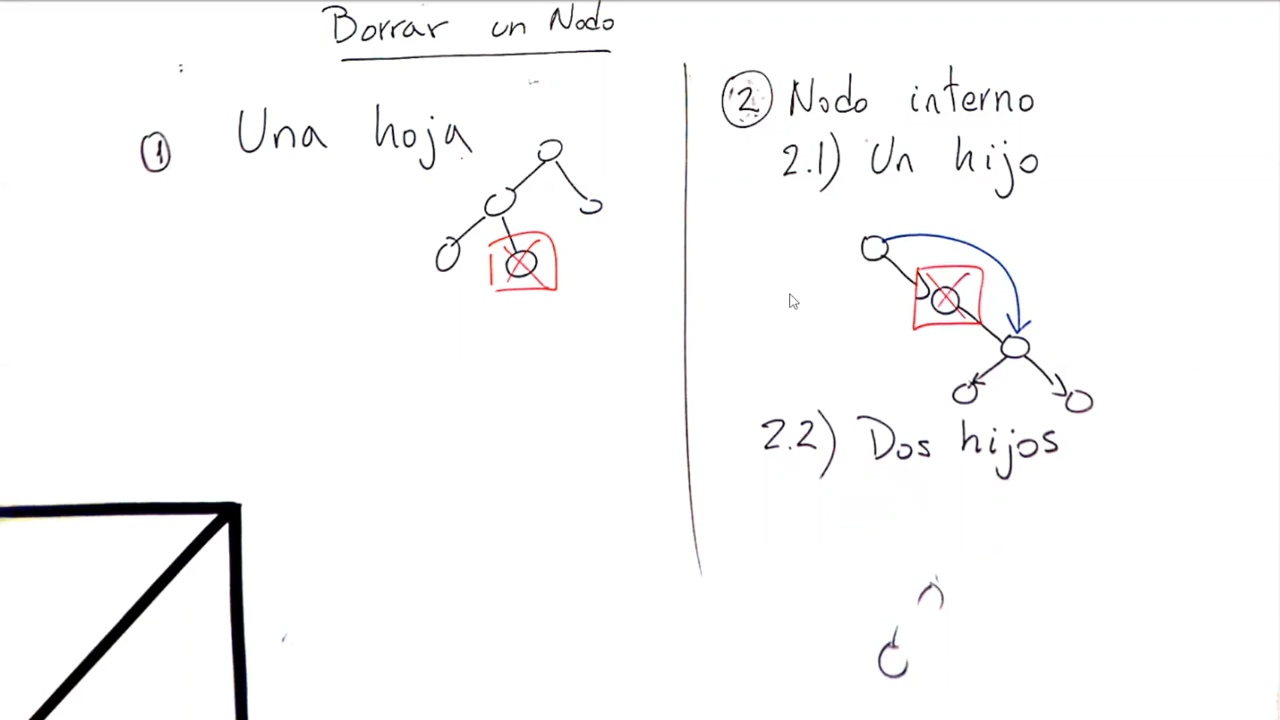 Borrar un Nodo
① Una hoja
② Nodo interno
2.1) Un hijo
2.2) Dos hijos